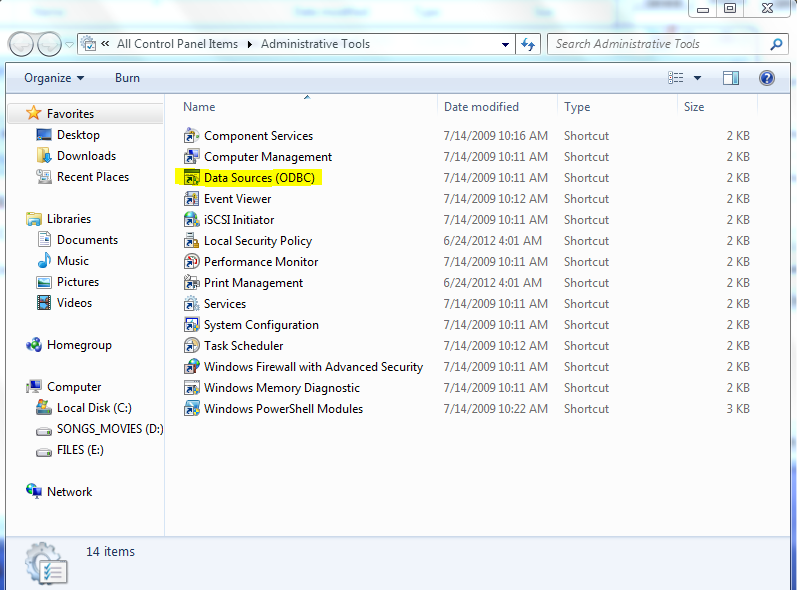 « All Control Panel Items ▸ Administrative Tools
Search Administrative Tools
Organize Burn
Name Date modified Type Size
Favorites
Desktop
Downloads
Recent Places
Libraries
Documents
Music
Pictures
Videos
Homegroup
Computer
Local Disk (C:)
SONGS_MOVIES (D:)
FILES (E:)
Network
Component Services 7/14/2009 10:16 AM Shortcut 2 KB
Computer Management 7/14/2009 10:11 AM Shortcut 2 KB
Data Sources (ODBC) 7/14/2009 10:11 AM Shortcut 2 KB
Event Viewer 7/14/2009 10:12 AM Shortcut 2 KB
iSCSI Initiator 7/14/2009 10:11 AM Shortcut 2 KB
Local Security Policy 6/24/2012 4:01 AM Shortcut 2 KB
Performance Monitor 7/14/2009 10:11 AM Shortcut 2 KB
Print Management 6/24/2012 4:01 AM Shortcut 2 KB
Services 7/14/2009 10:11 AM Shortcut 2 KB
System Configuration 7/14/2009 10:11 AM Shortcut 2 KB
Task Scheduler 7/14/2009 10:12 AM Shortcut 2 KB
Windows Firewall with Advanced Security 7/14/2009 10:11 AM Shortcut 2 KB
Windows Memory Diagnostic 7/14/2009 10:11 AM Shortcut 2 KB
Windows PowerShell Modules 7/14/2009 10:22 AM Shortcut 3 KB
14 items